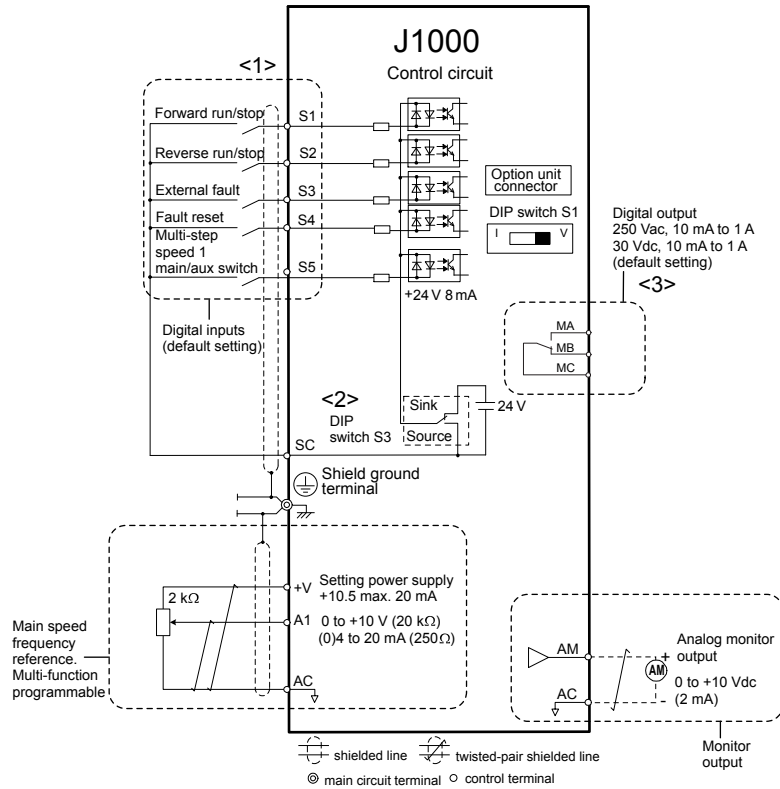 J1000
Control circuit
<1>
Forward run/stop
S1
Reverse run/stop
S2
External fault
S3
Fault reset
S4
Multi-step
speed 1
main/aux switch
S5
Digital inputs
(default setting)
+24 V 8 mA
Option unit
connector
DIP switch S1
I
V
Digital output
250 Vac, 10 mA to 1 A
30 Vdc, 10 mA to 1 A
(default setting)
<3>
MA
MB
MC
<2>
DIP
switch S3
Sink
Source
24 V
SC
Shield ground
terminal
Main speed
frequency
reference.
Multi-function
programmable
2 kΩ
+V
Setting power supply
+10.5 max. 20 mA
A1
0 to +10 V (20 kΩ)
(0)4 to 20 mA (250Ω)
AC
AM
+
AM
Analog monitor
output
0 to +10 Vdc
(2 mA)
AC
-
Monitor
output
shielded line
twisted-pair shielded line
main circuit terminal
control terminal